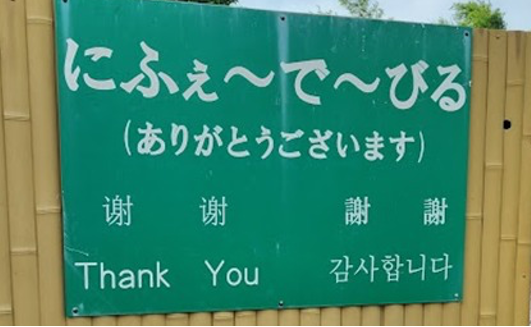 にふぇ～で～びる
(ありがとうございます)
谢 谢 謝 謝
Thank You 감사합니다